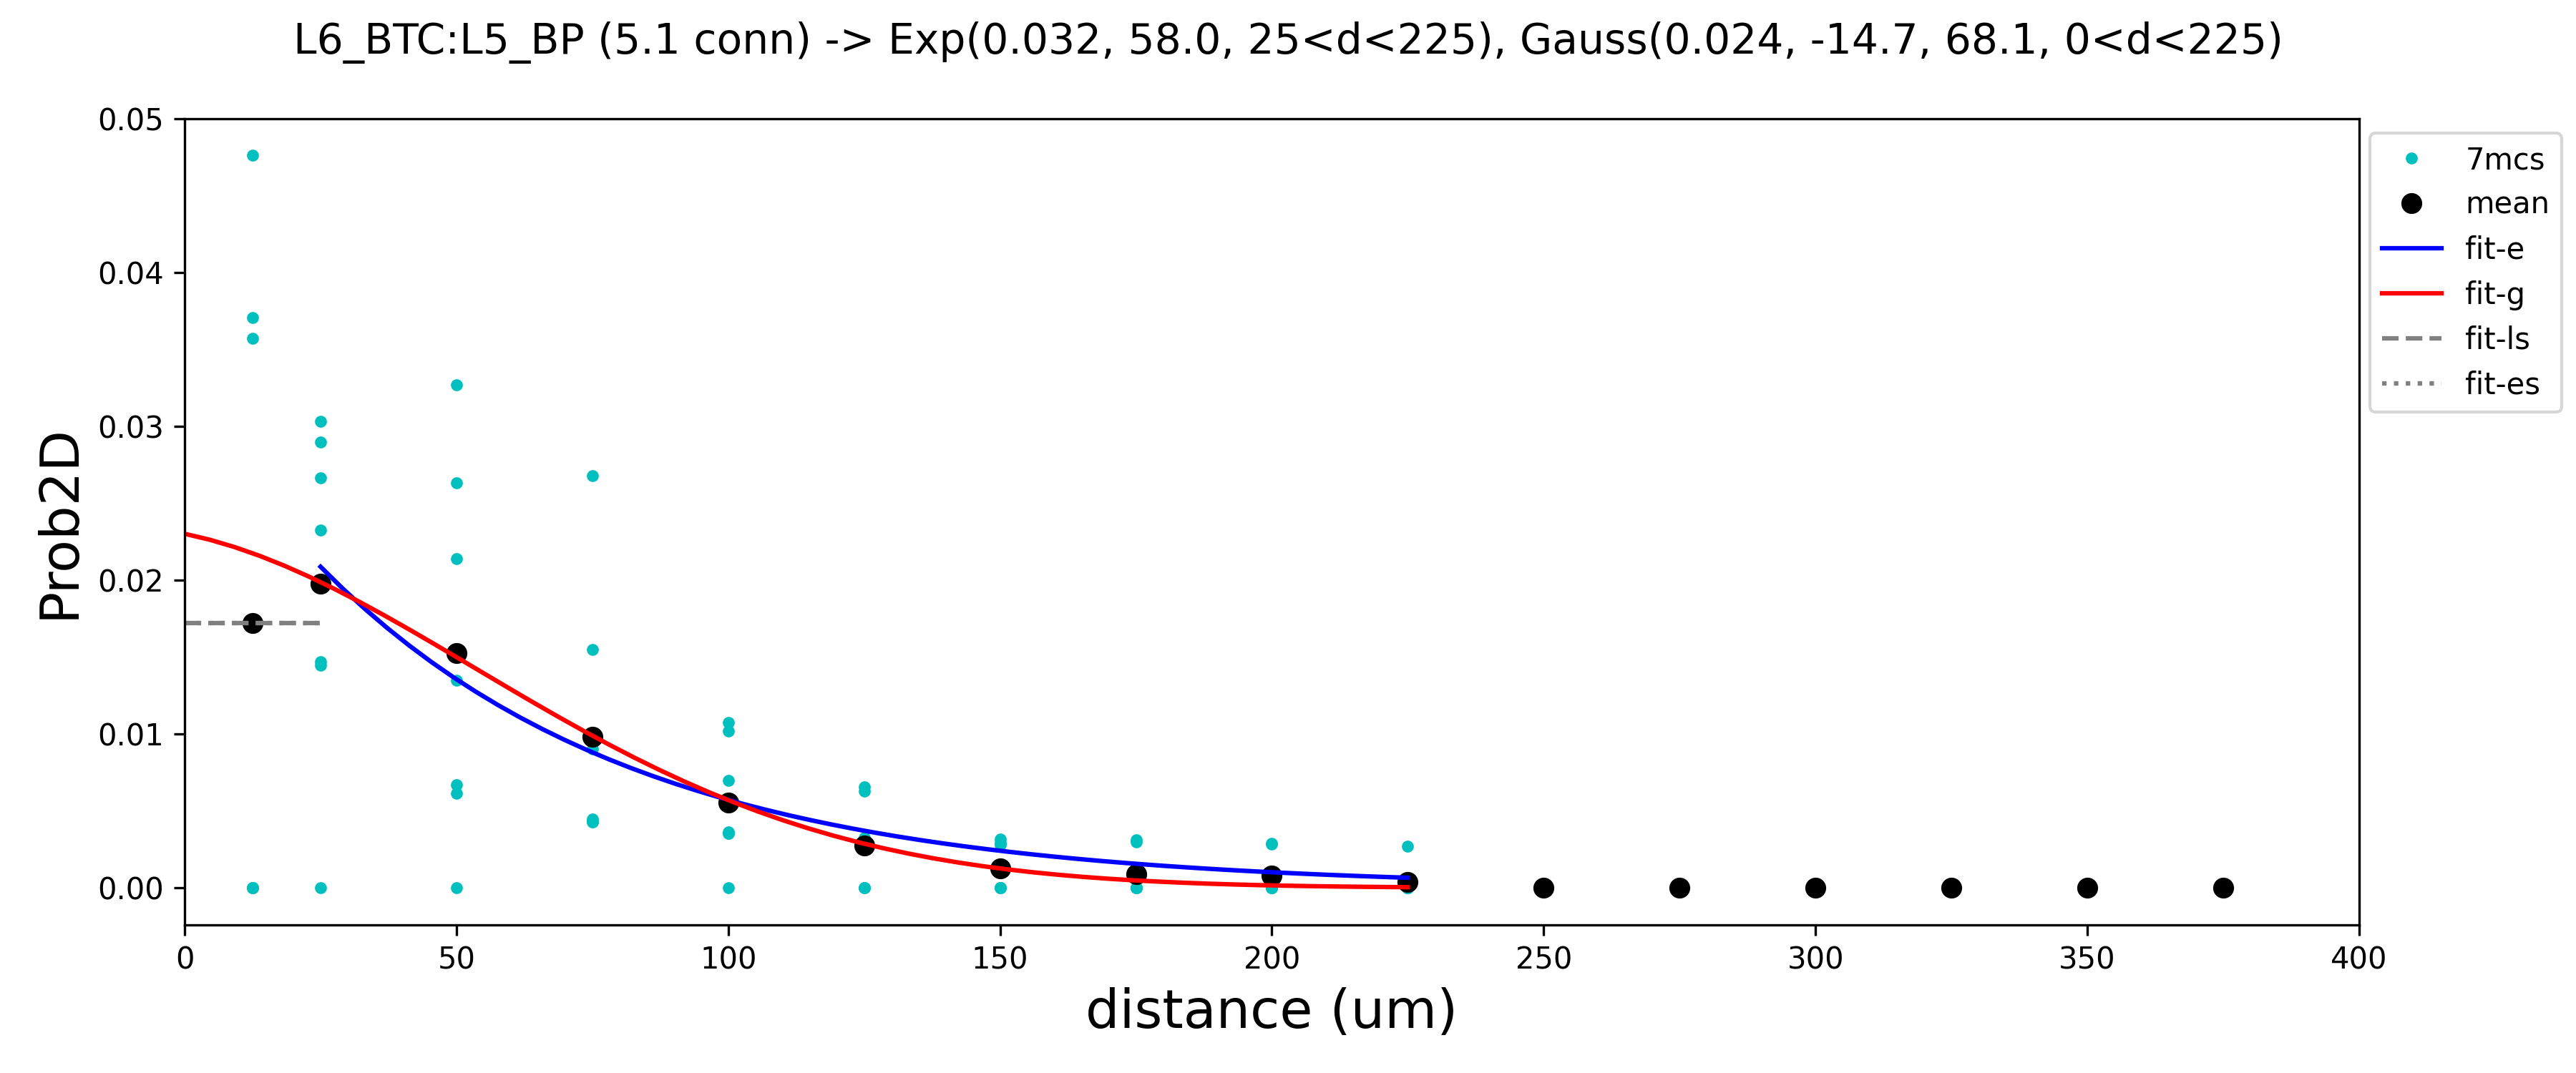 L6_BTC:L5_BP (5.1 conn) -> Exp(0.032, 58.0, 25<d<225), Gauss(0.024, -14.7, 68.1, 0<d<225)
0.05
0.04
0.03
0.02
0.01
0.00
Prob2D
0 50 100 150 200 250 300 350 400
distance (um)
7mcs
mean
fit-e
fit-g
fit-ls
fit-es